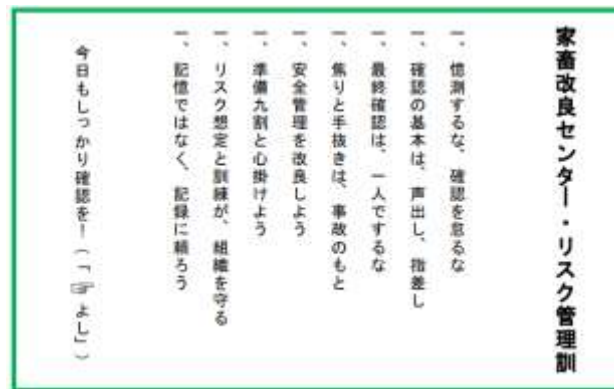 家畜改良センター・リスク管理訓
一、憶測するな、確認を怠るな
一、確認の基本は、声出し、指差し
一、最終確認は、一人でするな
一、焦りと手抜きは、事故のもと
一、安全管理を改良しよう
一、準備九割と心掛けよう
一、リスク想定と訓練が、組織を守る
一、記憶ではなく、記録に頼ろう
今日もしっかり確認を！（「☞よし」）